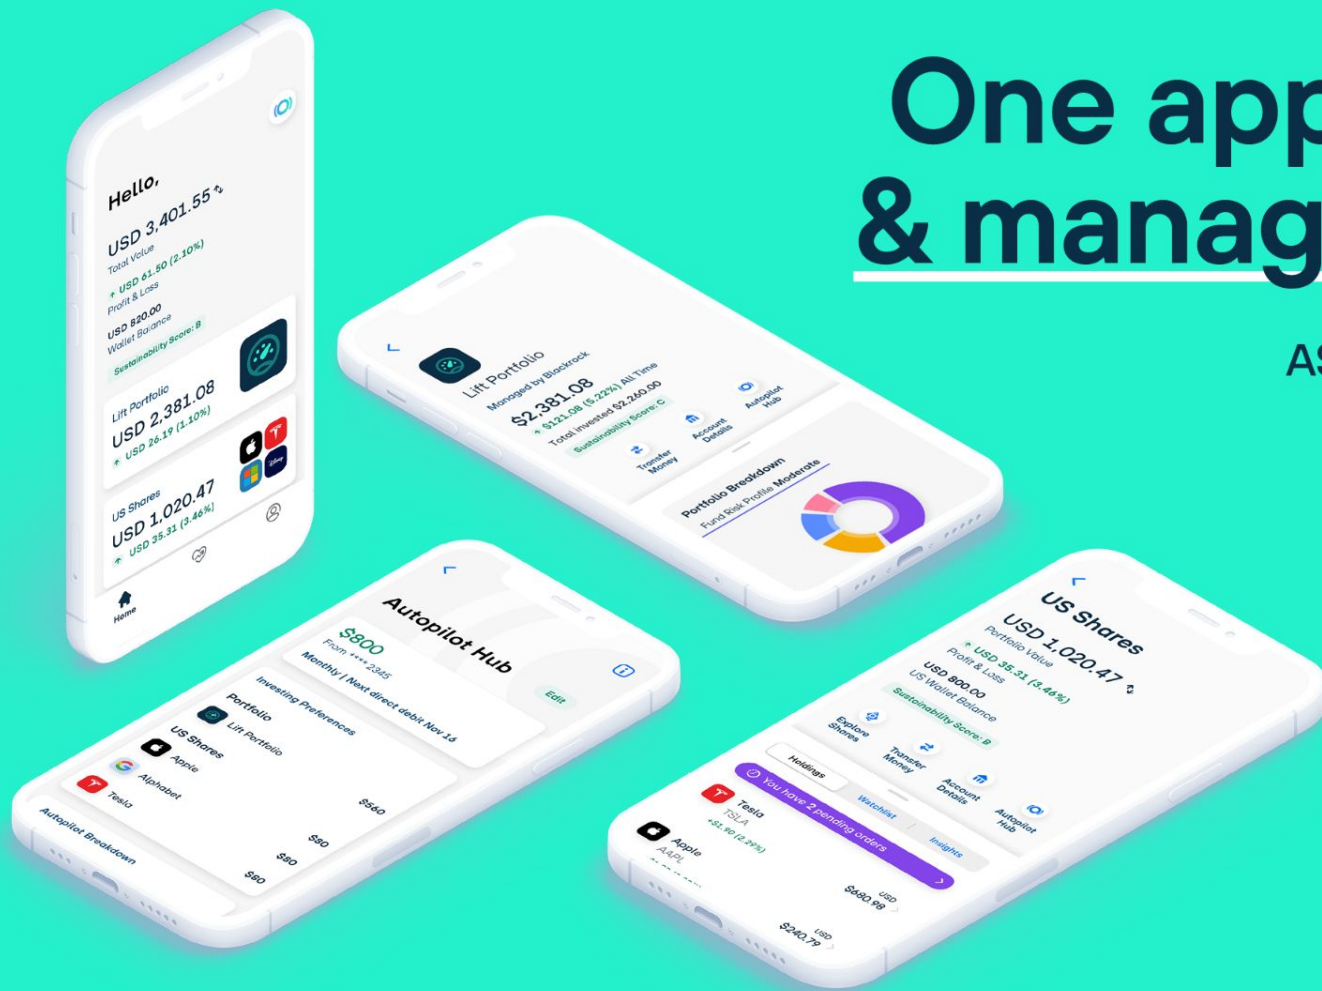 One app
& manag
AS
Hello,
USD 3,401.55
Total Value
USD 61.50 (2.10%)
Profit & Loss
USD 820.00
Wallet Balance
Sustainability Score: B
Lift Portfolio
USD 2,381.08
USD 26.19 (1.10%)
US Shares
USD 1,020.47
USD 35.31 (3.46%)
Home
Lift Portfolio
Managed by Blackrock
$2,381.08
$121.08 (5.22%) All Time
Total invested $2,260.00
Sustainability Score: C
Transfer Money
Account Details
Autopilot Hub
Portfolio Breakdown
Fund Risk Profile Moderate
Autopilot Hub
$800
From **** 2345
Monthly | Next direct debit Nov 16
Edit
Investing Preferences
Portfolio
Lift Portfolio $560
US Shares
Apple $80
Alphabet $80
Tesla $80
Autopilot Breakdown
US Shares
USD 1,020.47
Portfolio Value
USD 35.31 (3.46%)
Profit & Loss
USD 800.00
US Wallet Balance
Sustainability Score: B
Explore Shares
Transfer Money
Account Details
Autopilot Hub
Holdings
Watchlist
Insights
You have 2 pending orders
Tesla
TSLA
+$1.90 (2.29%)
USD
$680.98
Apple
AAPL
USD
$240.79
Disney